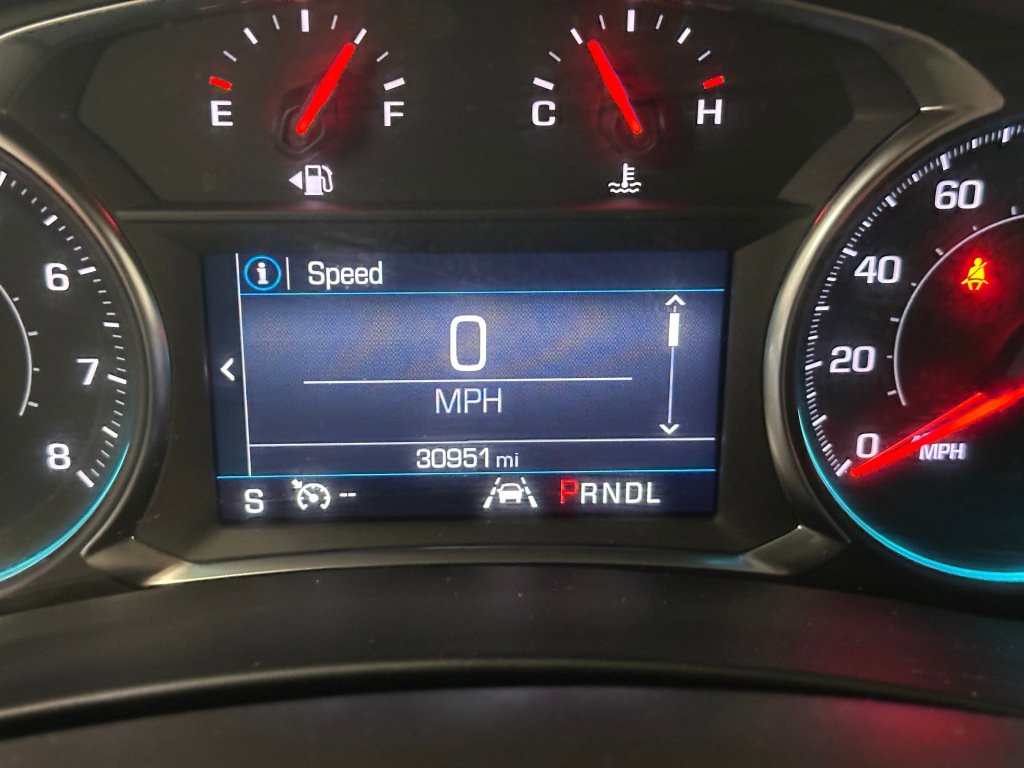 E F C H
6
7
8
i Speed
0
MPH
30951 mi
S -- PRNDL
60
40
20
0
MPH